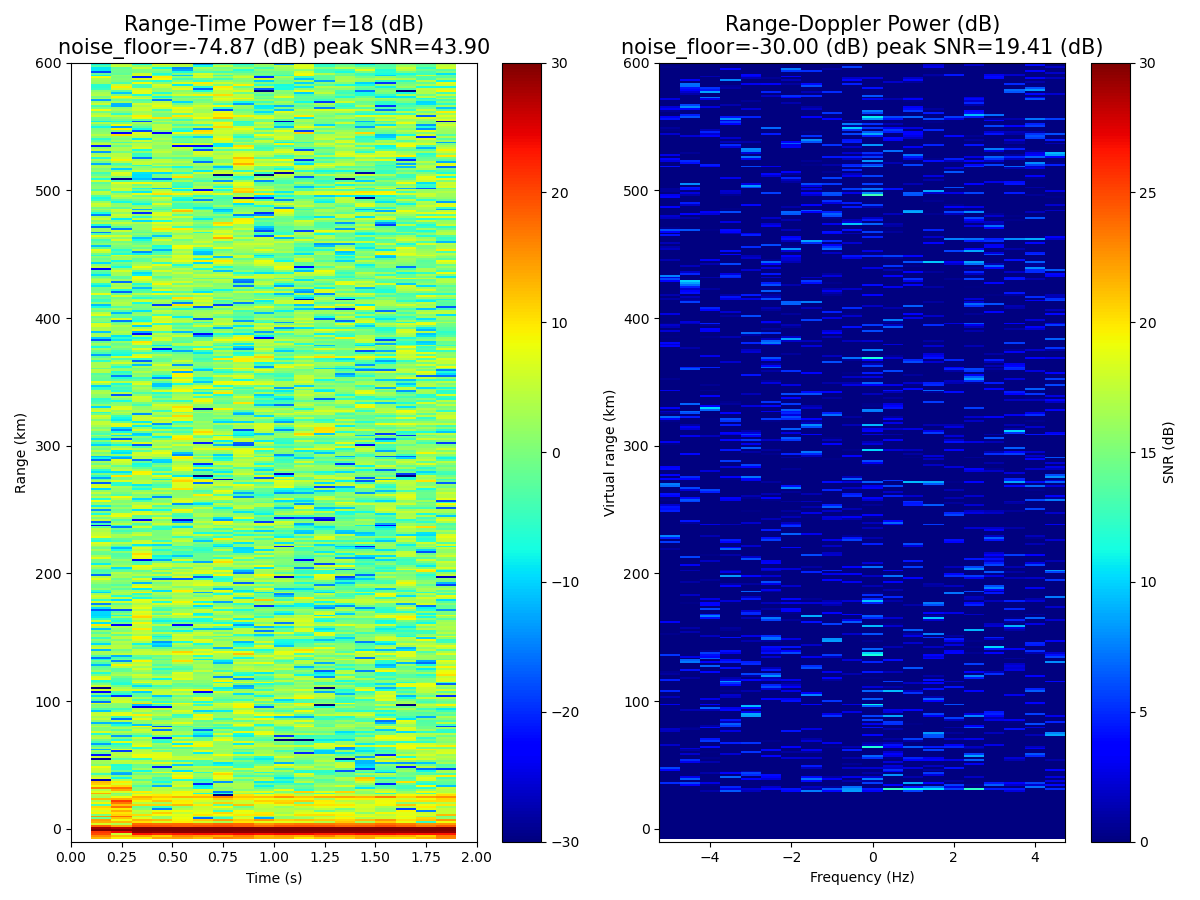 Range-Time Power f=18 (dB)
noise_floor=-74.87 (dB) peak SNR=43.90
Range (km)
600
500
400
300
200
100
0
0.00 0.25 0.50 0.75 1.00 1.25 1.50 1.75 2.00
Time (s)
30
20
10
0
−10
−20
−30
Range-Doppler Power (dB)
noise_floor=-30.00 (dB) peak SNR=19.41 (dB)
Virtual range (km)
600
500
400
300
200
100
0
−4 −2 0 2 4
Frequency (Hz)
30
25
20
15
10
5
0
SNR (dB)